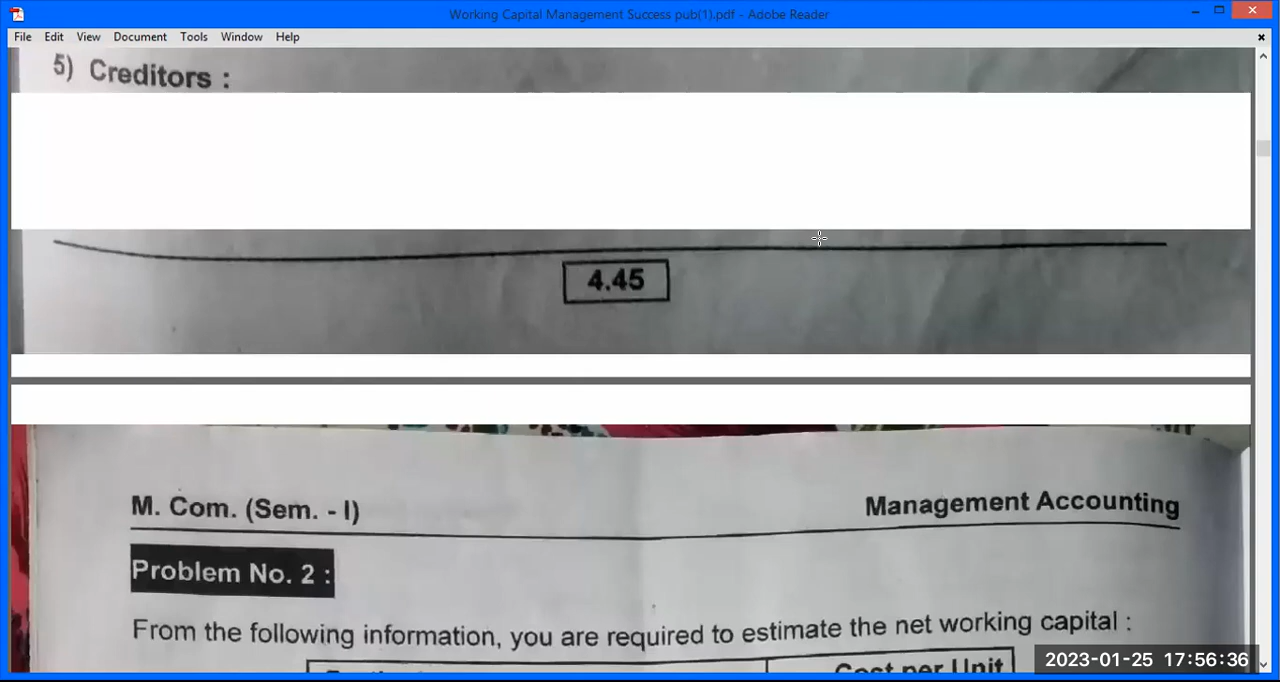 Working Capital Management Success pub(1).pdf - Adobe Reader
File Edit View Document Tools Window Help
5) Creditors :
4.45
M. Com. (Sem. - I) Management Accounting
Problem No. 2 :
From the following information, you are required to estimate the net working capital :
Cost per Unit
2023-01-25 17:56:36